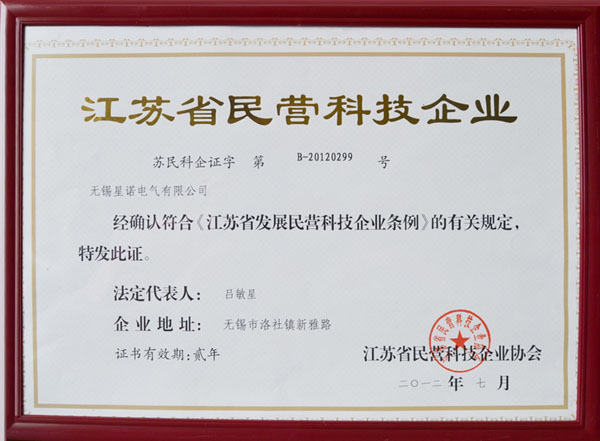 江苏省民营科技企业
苏民科企证字 第 B-20120299 号
无锡星诺电气有限公司
经确认符合《江苏省发展民营科技企业条例》的有关规定，
特发此证。
法定代表人： 吕敏星
企业地址： 无锡市洛社镇新雅路
证书有效期：贰年
江苏省民营科技企业协会
二〇一二 年 七 月